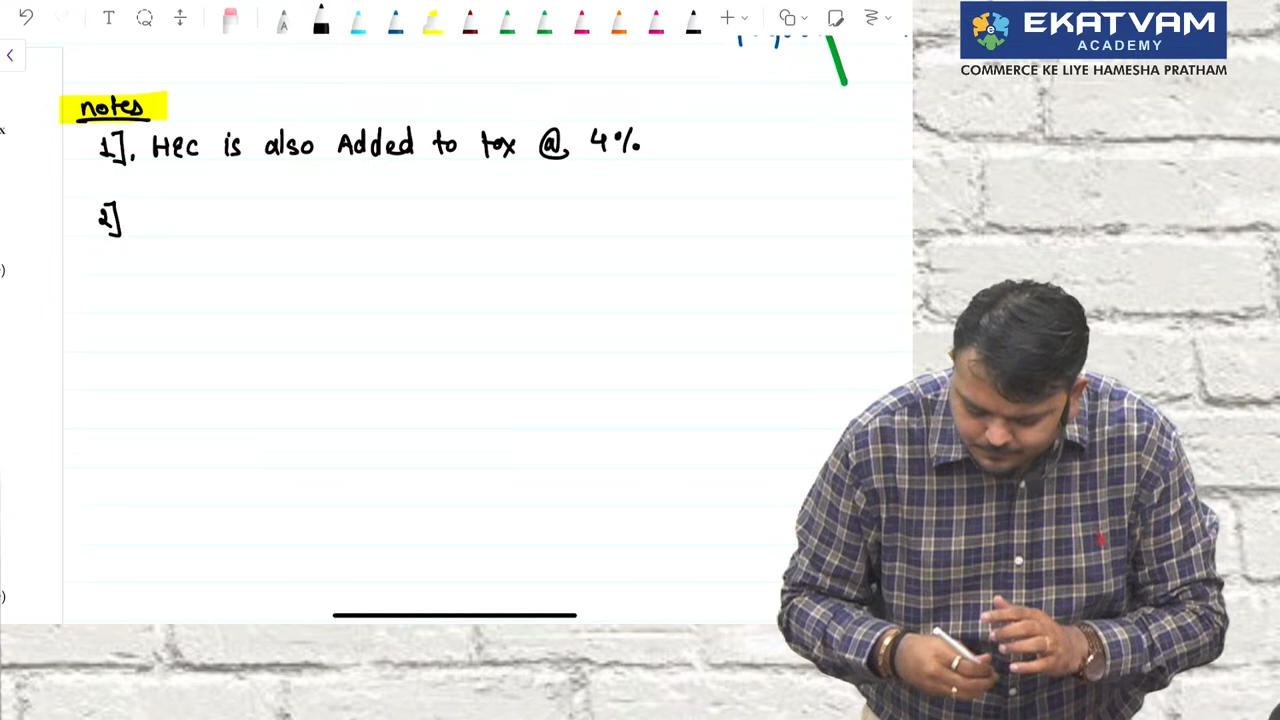 EKATVAM
ACADEMY
COMMERCE KE LIYE HAMESHA PRATHAM
notes
x
1]. HEC is also Added to tax @ 4%
2]
)
)